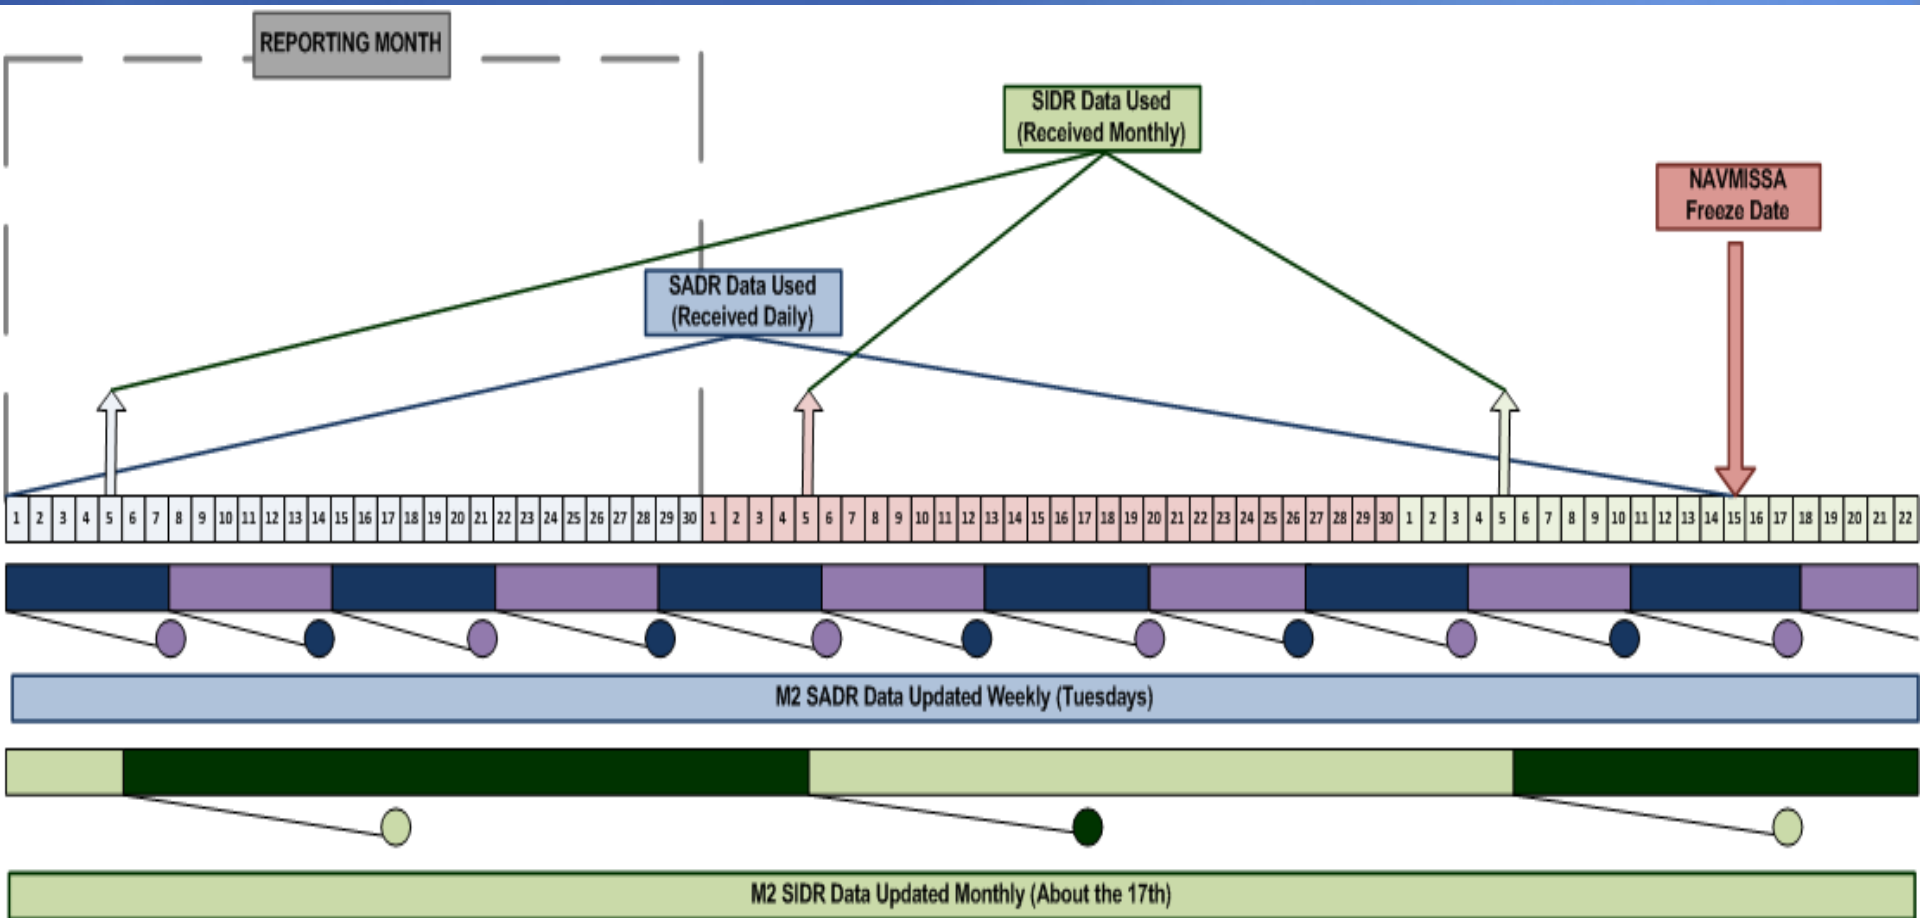 REPORTING MONTH
SIDR Data Used
(Received Monthly)
NAVMISSA
Freeze Date
SADR Data Used
(Received Daily)
1 2 3 4 5 6 7 8 9 10 11 12 13 14 15 16 17 18 19 20 21 22 23 24 25 26 27 28 29 30 1 2 3 4 5 6 7 8 9 10 11 12 13 14 15 16 17 18 19 20 21 22 23 24 25 26 27 28 29 30 1 2 3 4 5 6 7 8 9 10 11 12 13 14 15 16 17 18 19 20 21 22
M2 SADR Data Updated Weekly (Tuesdays)
M2 SIDR Data Updated Monthly (About the 17th)